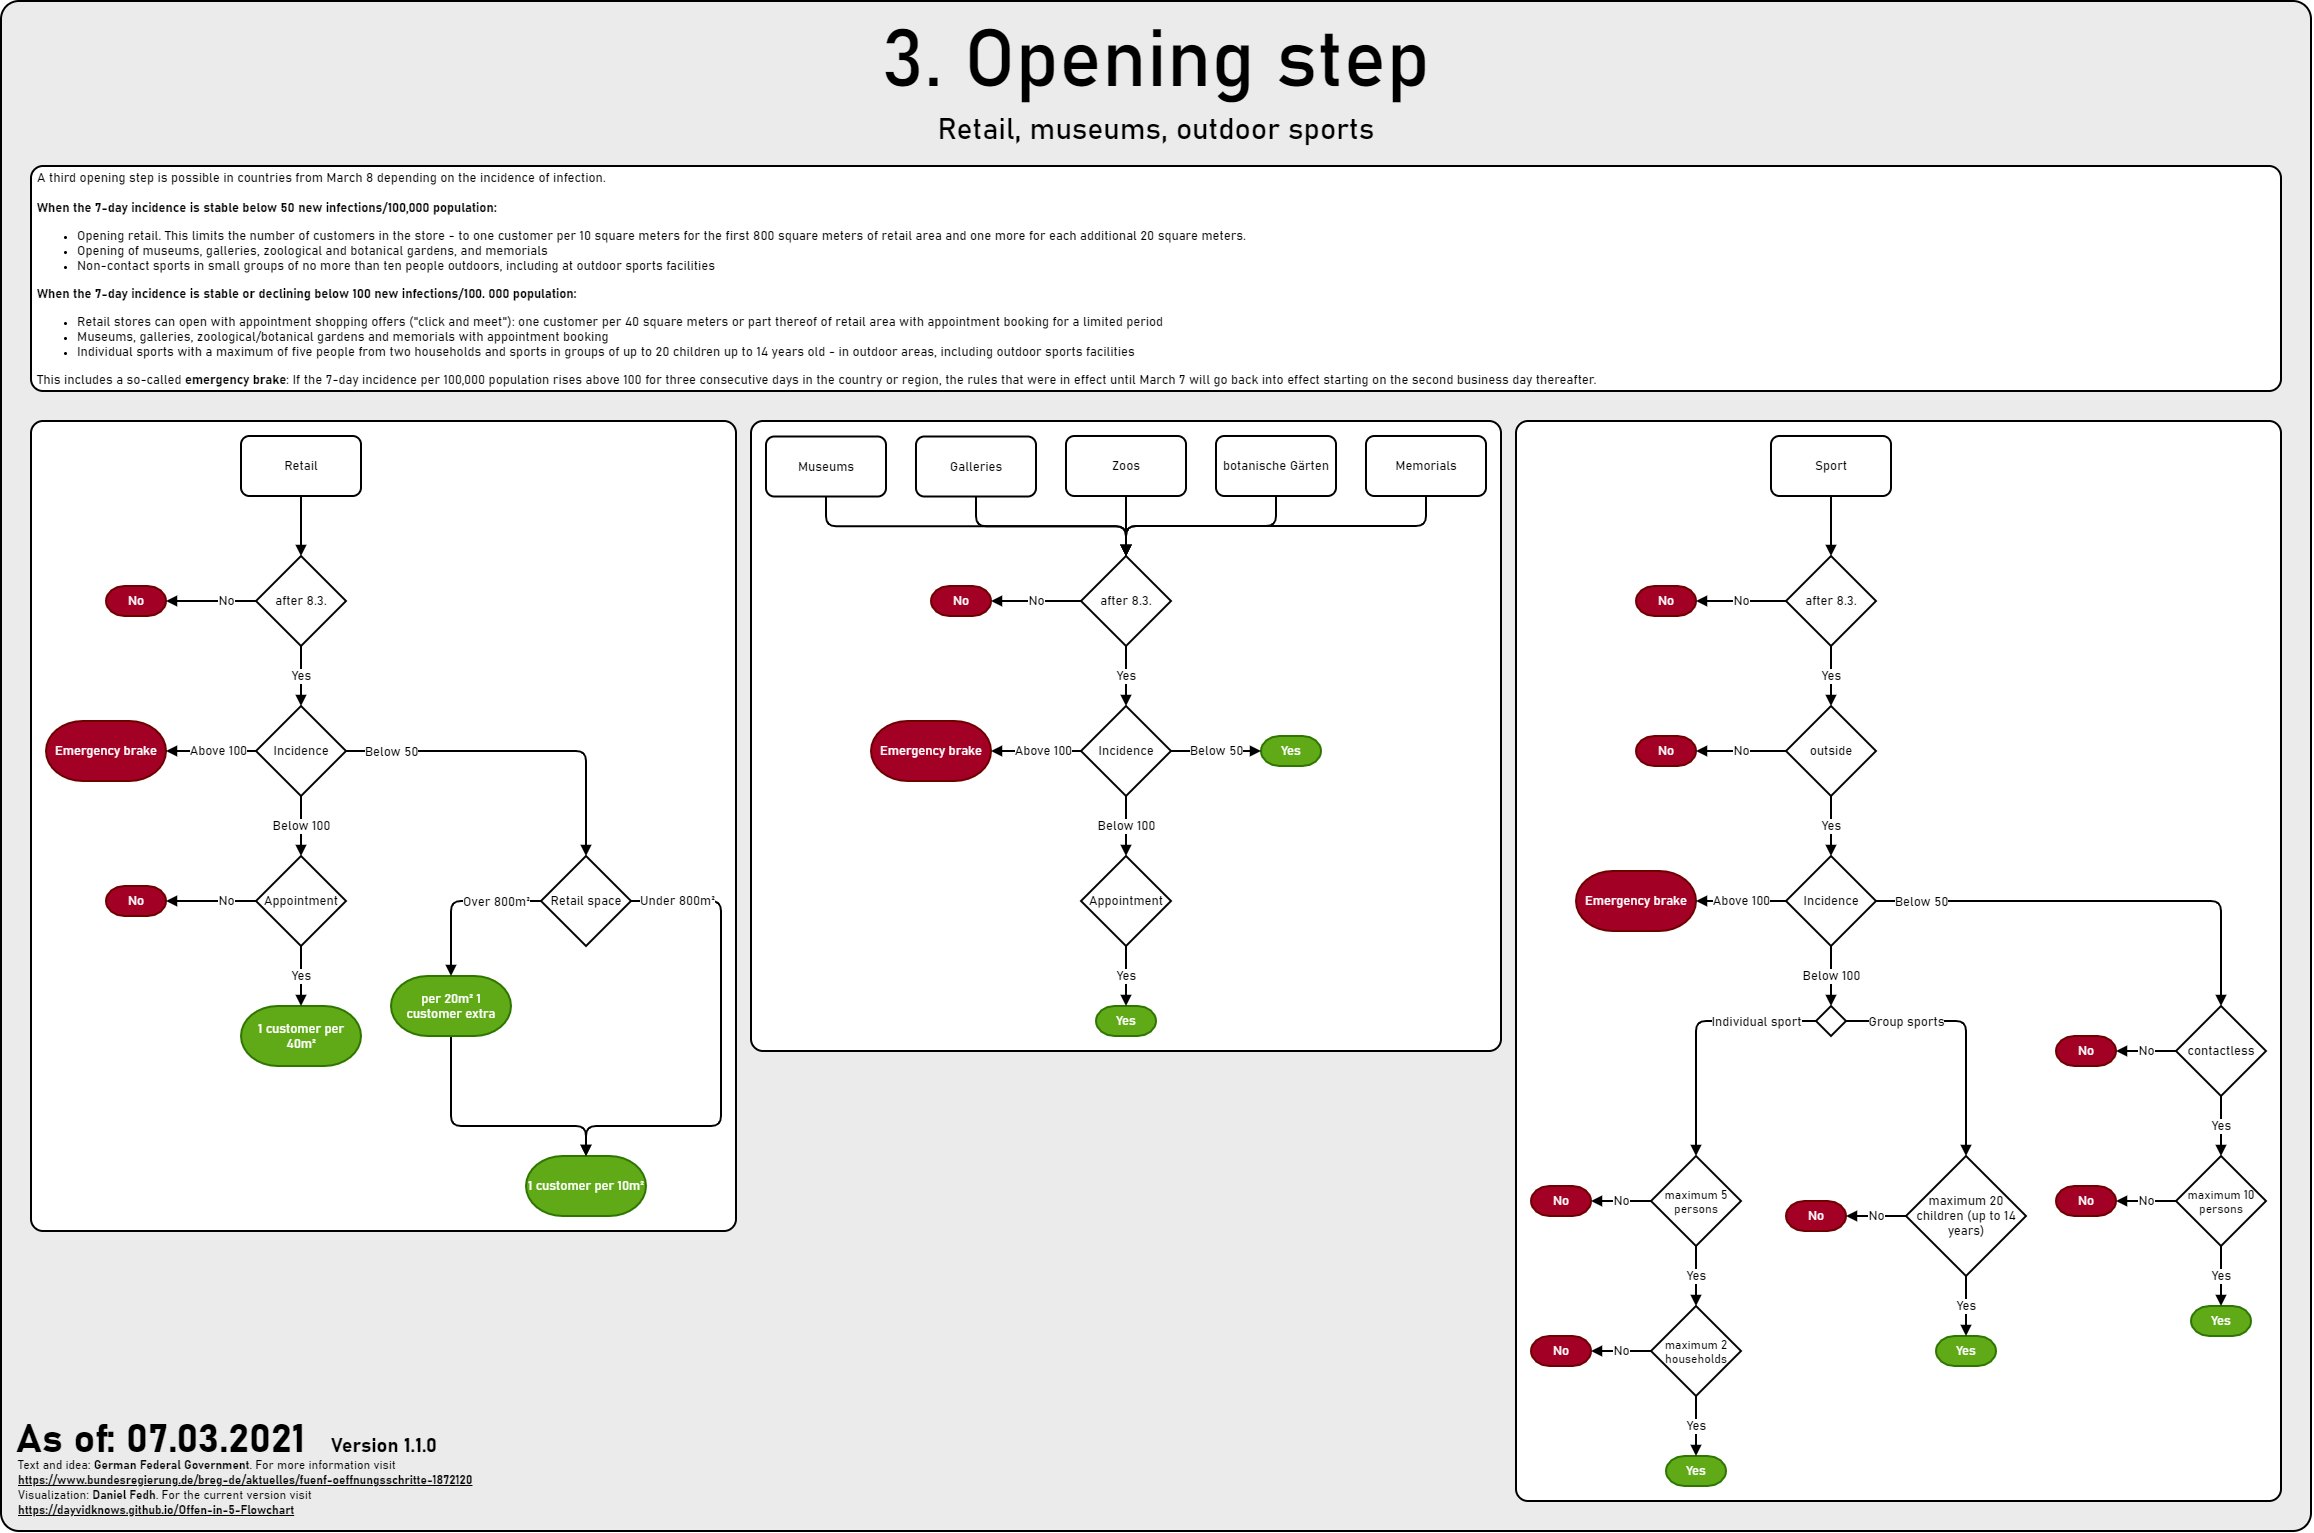 3. Opening step
Retail, museums, outdoor sports
A third opening step is possible in countries from March 8 depending on the incidence of infection.
When the 7-day incidence is stable below 50 new infections/100,000 population:
• Opening retail. This limits the number of customers in the store - to one customer per 10 square meters for the first 800 square meters of retail area and one more for each additional 20 square meters.
• Opening of museums, galleries, zoological and botanical gardens, and memorials
• Non-contact sports in small groups of no more than ten people outdoors, including at outdoor sports facilities
When the 7-day incidence is stable or declining below 100 new infections/100. 000 population:
• Retail stores can open with appointment shopping offers ("click and meet"): one customer per 40 square meters or part thereof of retail area with appointment booking for a limited period
• Museums, galleries, zoological/botanical gardens and memorials with appointment booking
• Individual sports with a maximum of five people from two households and sports in groups of up to 20 children up to 14 years old - in outdoor areas, including outdoor sports facilities
This includes a so-called emergency brake: If the 7-day incidence per 100,000 population rises above 100 for three consecutive days in the country or region, the rules that were in effect until March 7 will go back into effect starting on the second business day thereafter.
Retail
No
No
after 8.3.
Yes
Emergency brake
Above 100
Incidence
Below 50
Below 100
No
No
Appointment
Over 800m²
Retail space
Under 800m²
Yes
per 20m² 1
customer extra
1 customer per
40m²
1 customer per 10m²
Museums
Galleries
Zoos
botanische Gärten
Memorials
No
No
after 8.3.
Yes
Emergency brake
Above 100
Incidence
Below 50
Yes
Below 100
Appointment
Yes
Yes
Sport
No
No
after 8.3.
Yes
No
No
outside
Yes
Emergency brake
Above 100
Incidence
Below 50
Below 100
Individual sport
Group sports
No
No
contactless
Yes
No
No
maximum 5
persons
No
No
maximum 20
children (up to 14
years)
No
No
maximum 10
persons
Yes
Yes
Yes
Yes
No
No
maximum 2
households
Yes
Yes
Yes
As of: 07.03.2021
Version 1.1.0
Text and idea: German Federal Government. For more information visit
https://www.bundesregierung.de/breg-de/aktuelles/fuenf-oeffnungsschritte-1872120
Visualization: Daniel Fedh. For the current version visit
https://dayvidknows.github.io/Offen-in-5-Flowchart